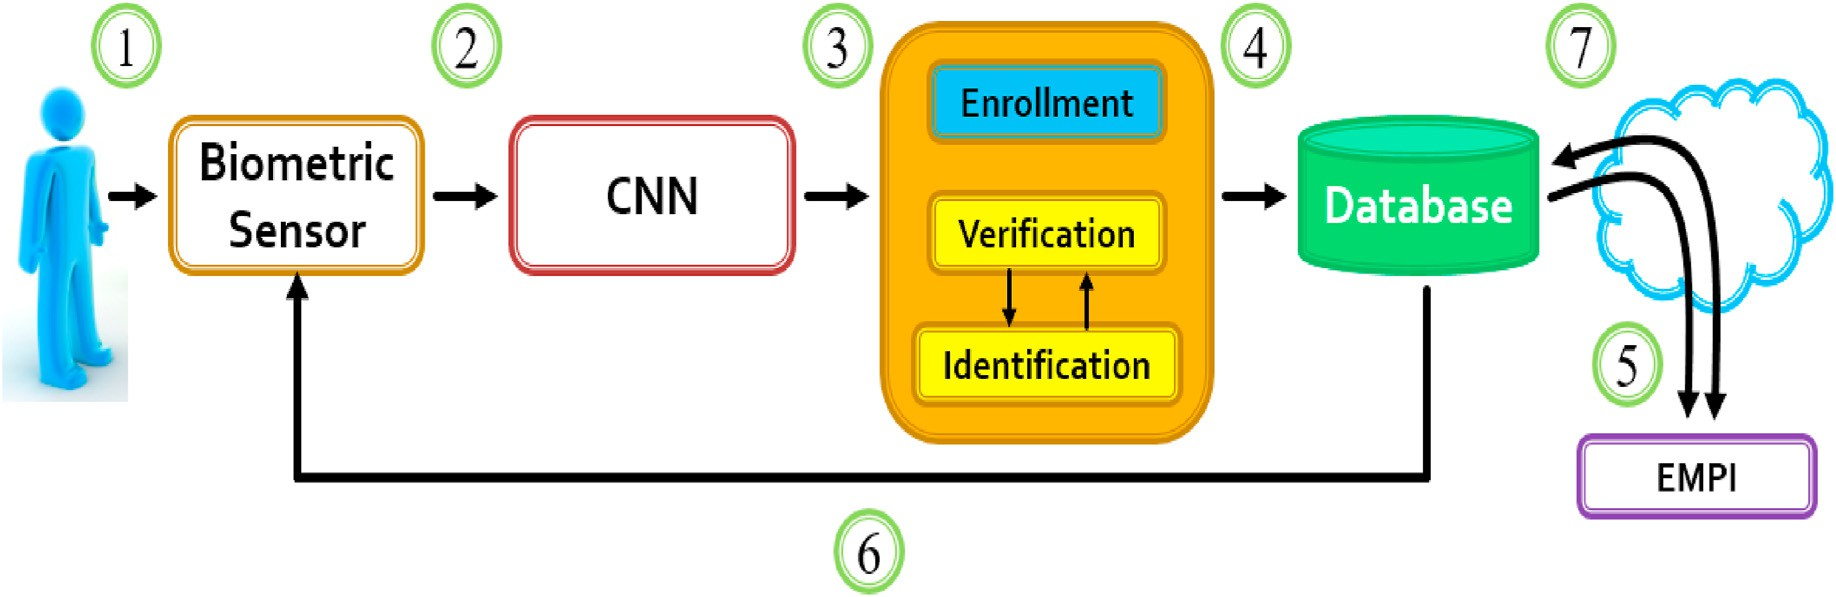 1
2
3
4
7
Enrollment
Biometric
Sensor
CNN
Verification
Database
Identification
5
EMPI
6